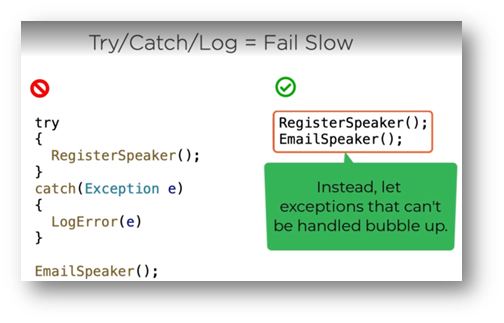 Try/Catch/Log = Fail Slow
try
{
RegisterSpeaker();
}
catch(Exception e)
{
LogError(e)
}
EmailSpeaker();
RegisterSpeaker();
EmailSpeaker();
Instead, let
exceptions that can't
be handled bubble up.